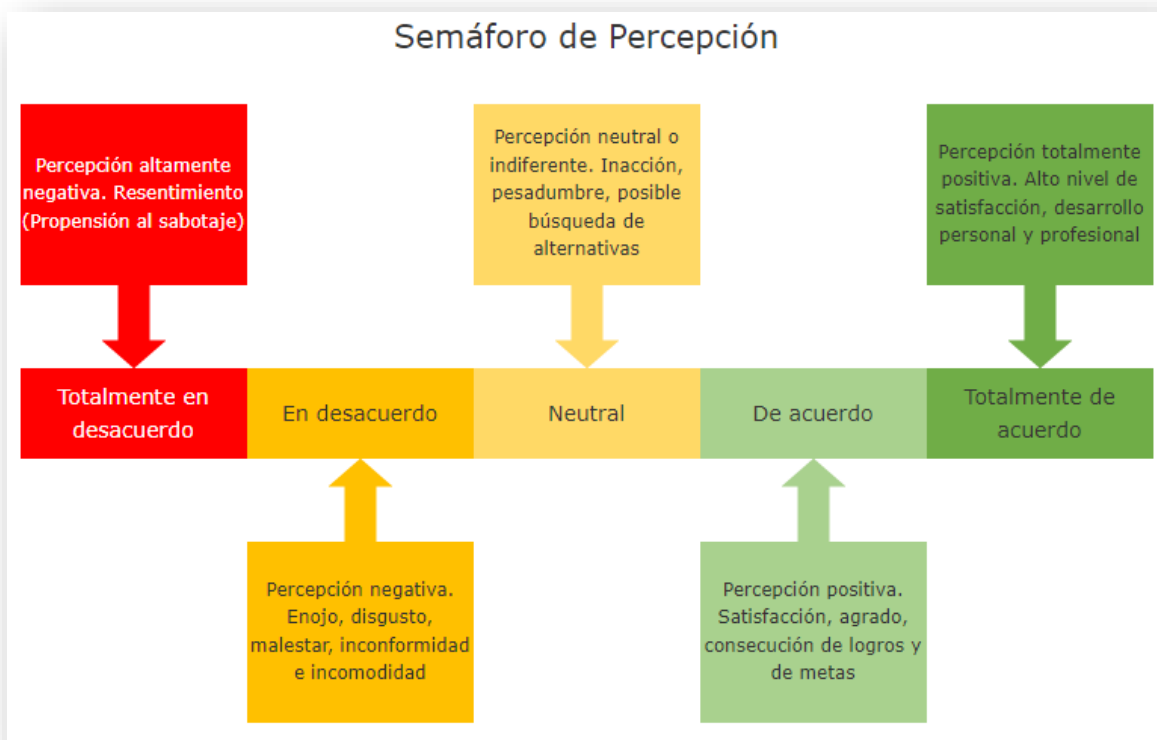 Semáforo de Percepción
Percepción altamente
negativa. Resentimiento
(Propensión al sabotaje)
Percepción neutral o
indiferente. Inacción,
pesadumbre, posible
búsqueda de
alternativas
Percepción totalmente
positiva. Alto nivel de
satisfacción, desarrollo
personal y profesional
Totalmente en
desacuerdo
En desacuerdo
Neutral
De acuerdo
Totalmente de
acuerdo
Percepción negativa.
Enojo, disgusto,
malestar, inconformidad
e incomodidad
Percepción positiva.
Satisfacción, agrado,
consecución de logros y
de metas